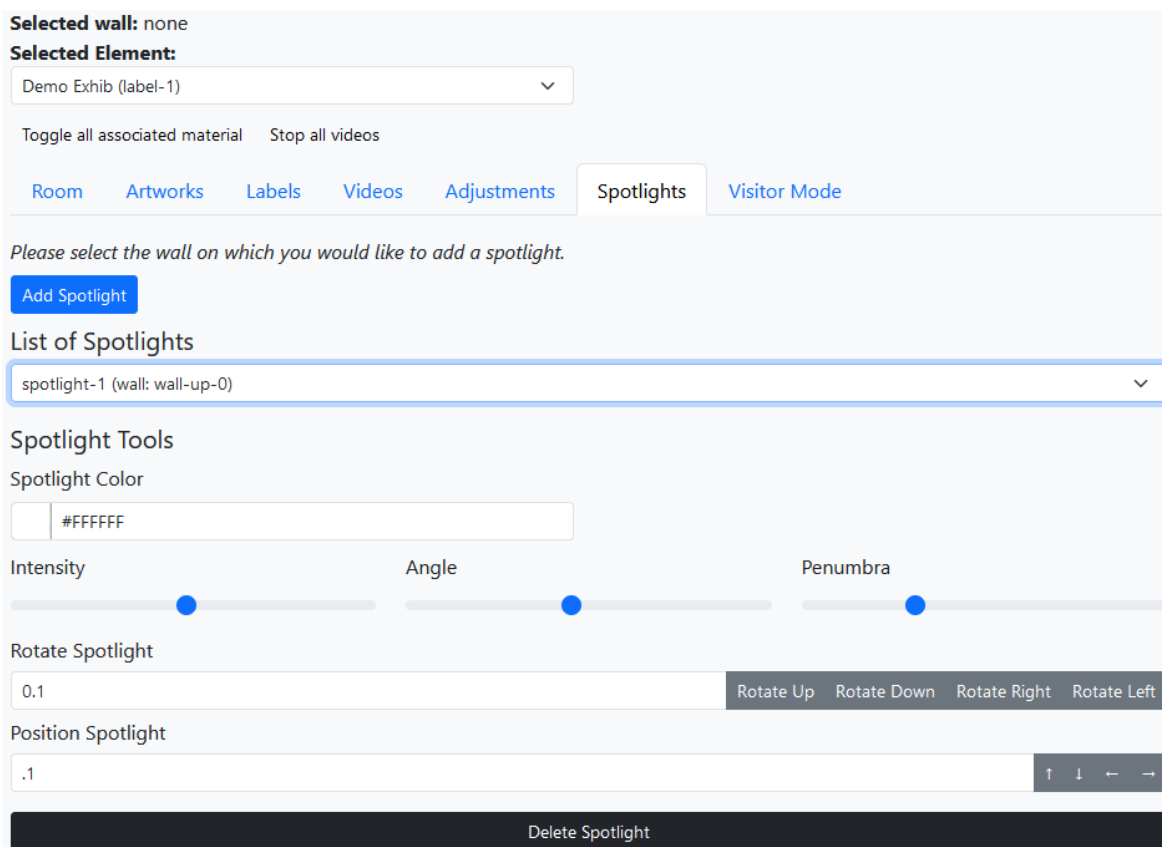 Selected wall: none
Selected Element:
Demo Exhib (label-1)
Toggle all associated material Stop all videos
Room Artworks Labels Videos Adjustments Spotlights Visitor Mode
Please select the wall on which you would like to add a spotlight.
Add Spotlight
List of Spotlights
spotlight-1 (wall: wall-up-0)
Spotlight Tools
Spotlight Color
#FFFFFF
Intensity Angle Penumbra
Rotate Spotlight
0.1 Rotate Up Rotate Down Rotate Right Rotate Left
Position Spotlight
.1 ↑ ↓ ← →
Delete Spotlight